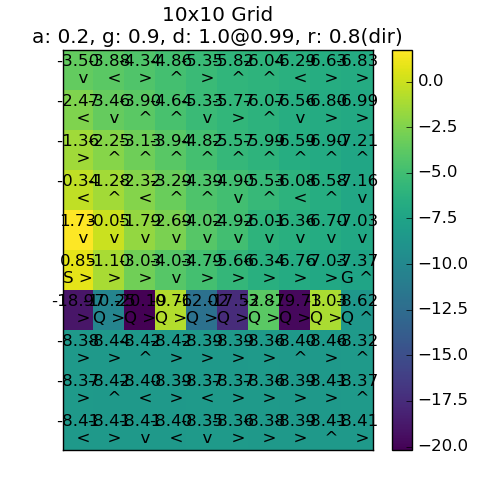 10x10 Grid
a: 0.2, g: 0.9, d: 1.0@0.99, r: 0.8(dir)
-3.50 -3.88 -4.34 -4.86 -5.35 -5.82 -6.04 -6.29 -6.63 -6.83
v < > ^ > ^ ^ < > >
-2.47 -3.46 -3.90 -4.64 -5.33 -5.77 -6.07 -6.56 -6.80 -6.99
< v ^ ^ v > ^ v > >
-1.36 -2.25 -3.13 -3.94 -4.82 -5.57 -5.99 -6.59 -6.90 -7.21
> ^ ^ ^ ^ ^ ^ ^ ^ ^
-0.34 -1.28 -2.32 -3.29 -4.39 -4.90 -5.53 -6.08 -6.58 -7.16
< ^ < ^ ^ v ^ < ^ v
1.73 -0.05 -1.79 -2.69 -4.02 -4.92 -6.01 -6.36 -6.70 -7.03
v v v v v v v v v v
0.85 -1.10 -3.03 -4.03 -4.79 -5.66 -6.34 -6.76 -7.03 -7.37
S > > > v > > > > > G ^
-8.62
> Q > Q > Q > Q > Q > Q > Q > Q > Q ^
-8.38 -8.44 -8.42 -8.42 -8.39 -8.39 -8.36 -8.40 -8.46 -8.32
> > ^ > > > > ^ > ^
-8.37 -8.42 -8.40 -8.39 -8.37 -8.37 -8.36 -8.39 -8.41 -8.37
> ^ < < > > > > > ^
-8.41 -8.41 -8.41 -8.40 -8.35 -8.36 -8.38 -8.39 -8.41 -8.41
< > v < v > > > ^ >
0.0
−2.5
−5.0
−7.5
−10.0
−12.5
−15.0
−17.5
−20.0